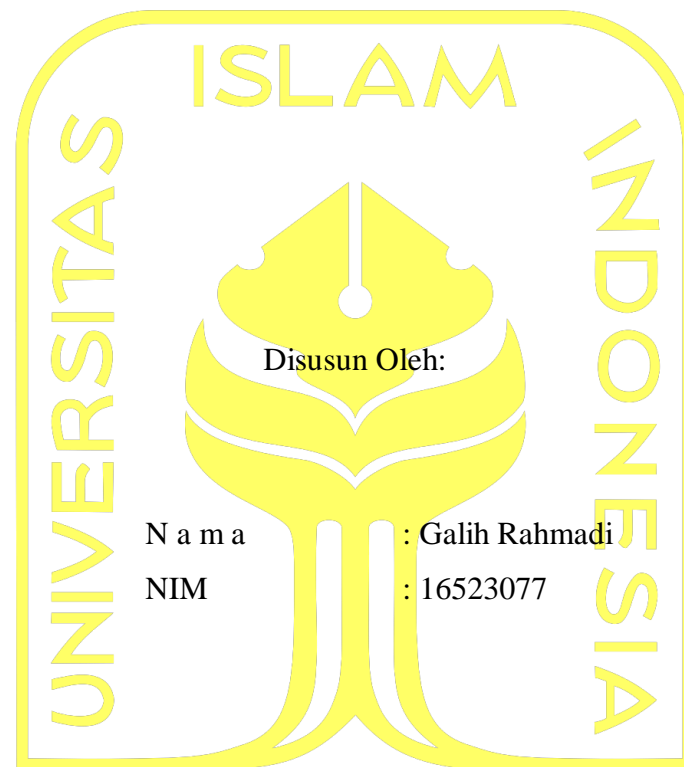 ISLAM
UNIVERSITAS
INDONESIA
Disusun Oleh:
N a m a : Galih Rahmadi
NIM : 16523077